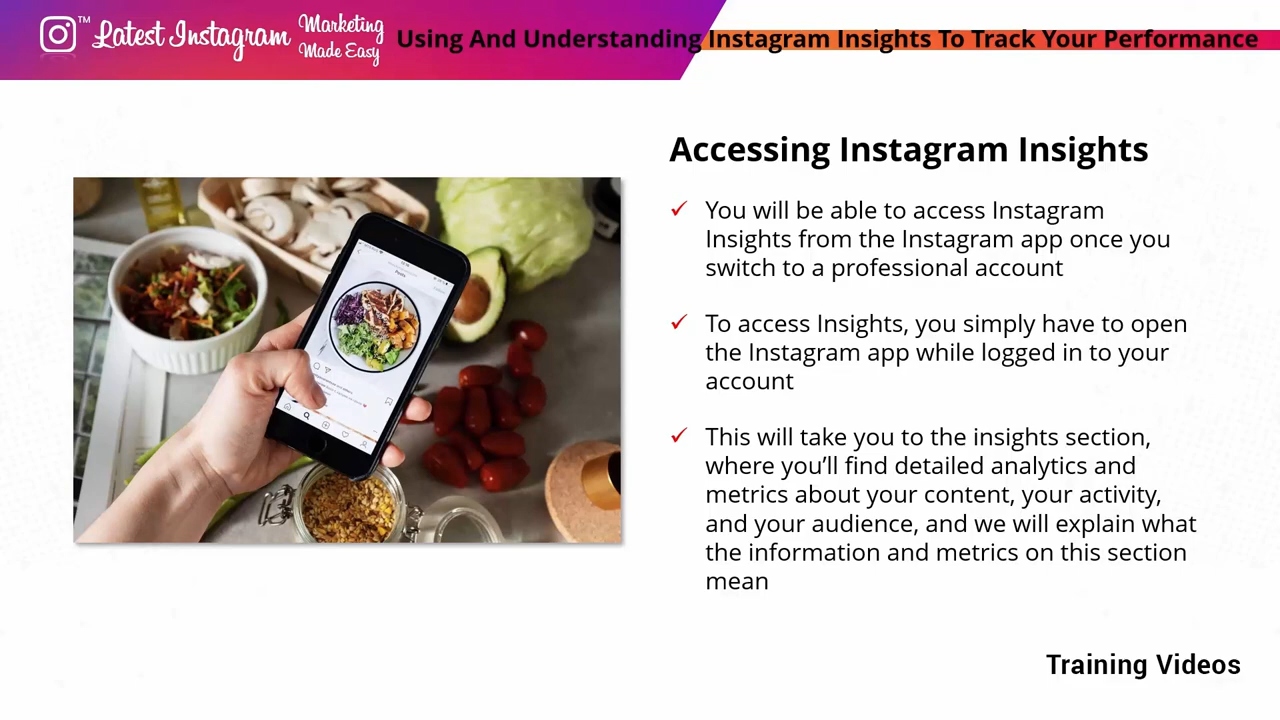 TM
Latest Instagram
Marketing
Made Easy
Using And Understanding Instagram Insights To Track Your Performance
Accessing Instagram Insights
You will be able to access Instagram
Insights from the Instagram app once you
switch to a professional account
To access Insights, you simply have to open
the Instagram app while logged in to your
account
This will take you to the insights section,
where you’ll find detailed analytics and
metrics about your content, your activity,
and your audience, and we will explain what
the information and metrics on this section
mean
Training Videos